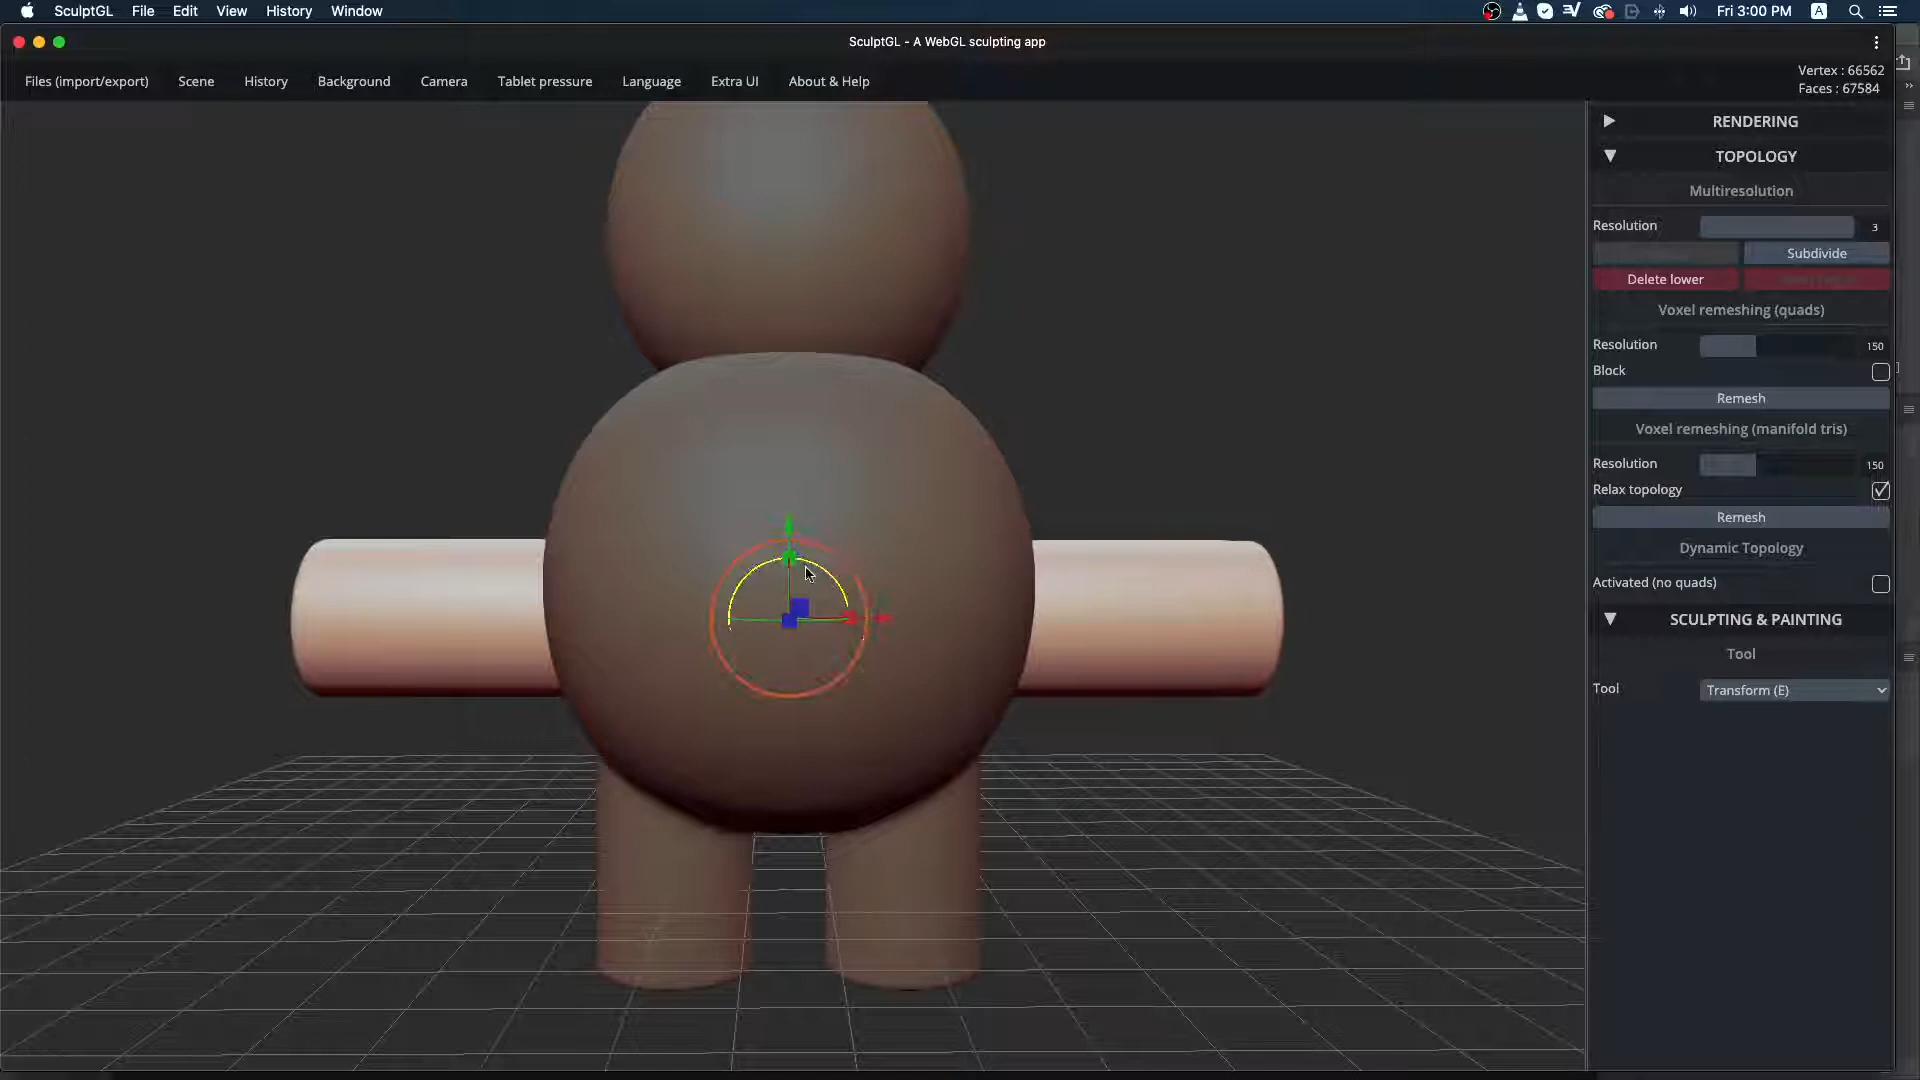 SculptGL File Edit View History Window Fri 3:00 PM A
SculptGL - A WebGL sculpting app
Files (import/export) Scene History Background Camera Tablet pressure Language Extra UI About & Help
Vertex : 66562
Faces : 67584
RENDERING
TOPOLOGY
Multiresolution
Resolution 3
Subdivide
Delete lower
Voxel remeshing (quads)
Resolution 150
Block
Remesh
Voxel remeshing (manifold tris)
Resolution 150
Relax topology
Remesh
Dynamic Topology
Activated (no quads)
SCULPTING & PAINTING
Tool
Tool Transform (E)